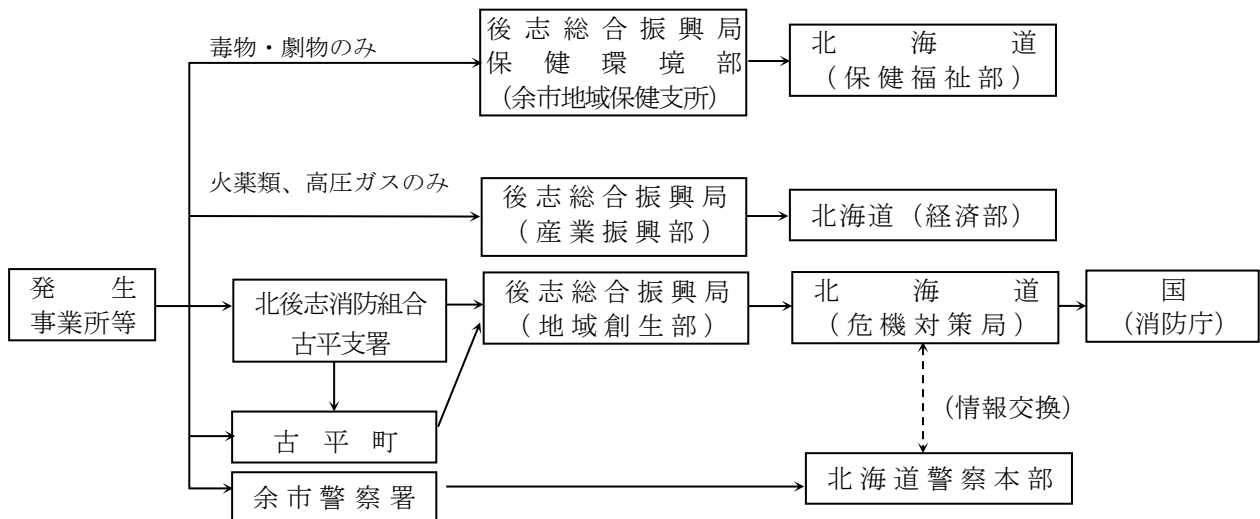 毒物・劇物のみ
後志総合振興局
保健環境部
（余市地域保健支所）
北海道
（保健福祉部）
火薬類、高圧ガスのみ
後志総合振興局
（産業振興部）
北海道（経済部）
発生
事業所等
北後志消防組合
古平支署
後志総合振興局
（地域創生部）
北海道
（危機対策局）
国
（消防庁）
（情報交換）
古平町
余市警察署
北海道警察本部